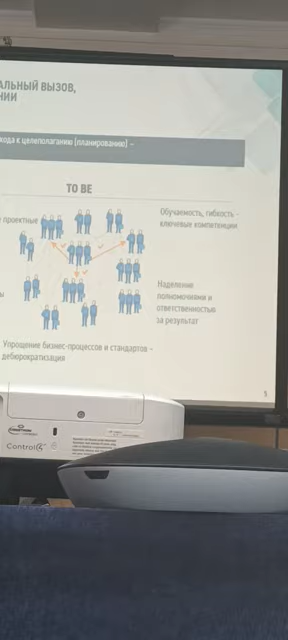 АЛЬНЫЙ ВЫЗОВ,
НИИ
хода к целеполаганию (планированию) –
TO BE
проектные
Обучаемость, гибкость -
ключевые компетенции
Наделение
полномочиями и
ответственностью
за результат
Упрощение бизнес-процессов и стандартов –
дебюрократизация
5
Control4